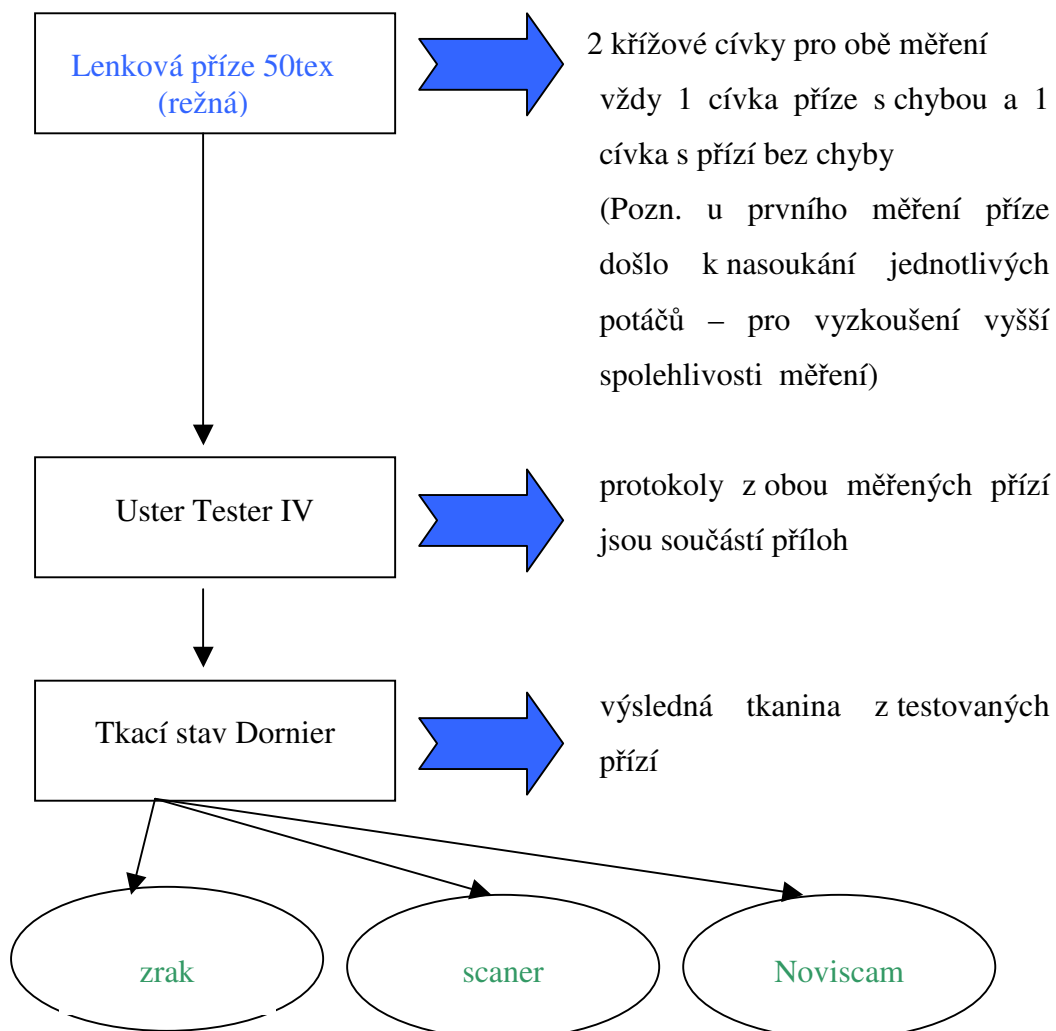 Lenková příze 50tex
(režná)
2 křížové cívky pro obě měření
vždy 1 cívka příze s chybou a 1
cívka s přízí bez chyby
(Pozn. u prvního měření příze
došlo k nasoukání jednotlivých
potáčů – pro vyzkoušení vyšší
spolehlivosti měření)
Uster Tester IV
protokoly z obou měřených přízí
jsou součástí příloh
Tkací stav Dornier
výsledná tkanina z testovaných
přízí
zrak
scaner
Noviscam